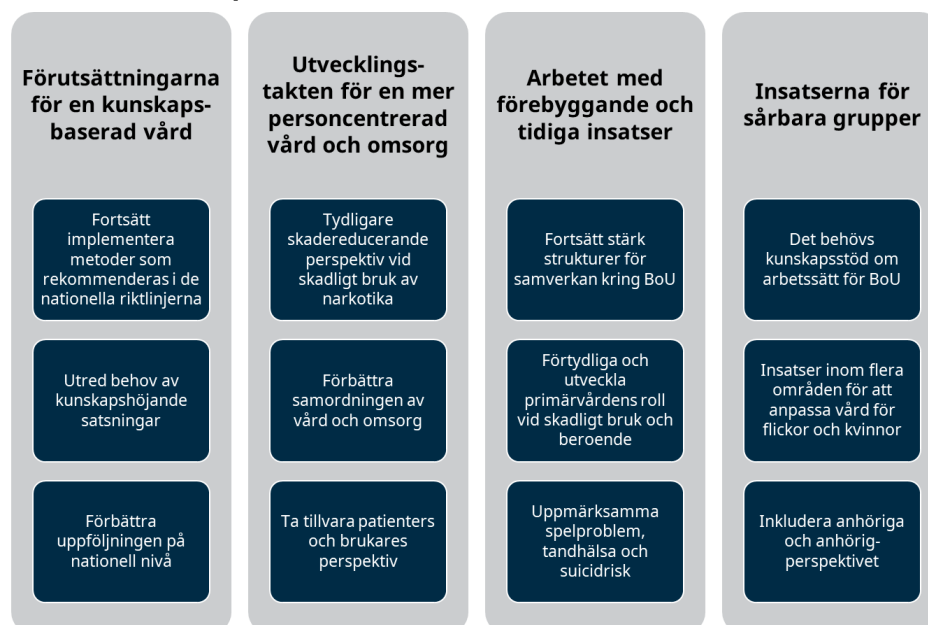 Förutsättningarna
för en kunskaps-
baserad vård
Fortsätt
implementera
metoder som
rekommenderas i de
nationella riktlinjerna
Utred behov av
kunskapshöjande
satsningar
Förbättra
uppföljningen på
nationell nivå
Utvecklings-
takten för en mer
personcentrerad
vård och omsorg
Tydligare
skadereducerande
perspektiv vid
skadligt bruk av
narkotika
Förbättra
samordningen av
vård och omsorg
Ta tillvara patienters
och brukares
perspektiv
Arbetet med
förebyggande och
tidiga insatser
Fortsätt stärk
strukturer för
samverkan kring BoU
Förtydliga och
utveckla
primärvårdens roll
vid skadligt bruk och
beroende
Uppmärksamma
spelproblem,
tandhälsa och
suicidrisk
Insatserna för
sårbara grupper
Det behövs
kunskapsstöd om
arbetssätt för BoU
Insatser inom flera
områden för att
anpassa vård för
flickor och kvinnor
Inkludera anhöriga
och anhörig-
perspektivet